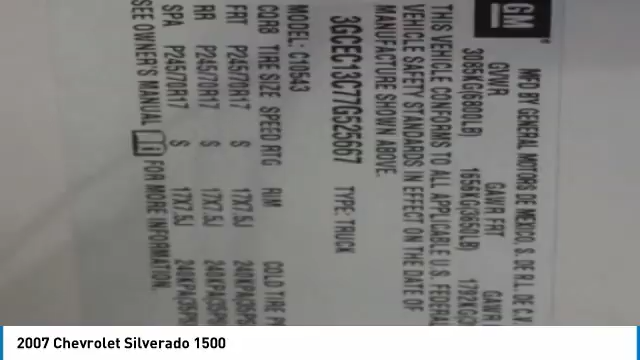 GM
MFD BY GENERAL MOTORS DE MEXICO, S. DE R.L. DE C.V.
GVWR GAWR FRT GAWR
3085KG(6800LB) 1656KG(3650LB)
THIS VEHICLE CONFORMS TO ALL APPLICABLE U.S. FEDERAL
VEHICLE SAFETY STANDARDS IN EFFECT ON THE DATE OF
MANUFACTURE SHOWN ABOVE.
3GCEC13C77G525667 TYPE: TRUCK
MODEL: C10543
TIRE SIZE SPEED RTG RIM COLD TIRE
FRT P245/70R17 S 17X7.5J
RR P245/70R17 S 17X7.5J
SPA P245/70R17 S 17X7.5J
SEE OWNER'S MANUAL FOR MORE INFORMATION.
2007 Chevrolet Silverado 1500